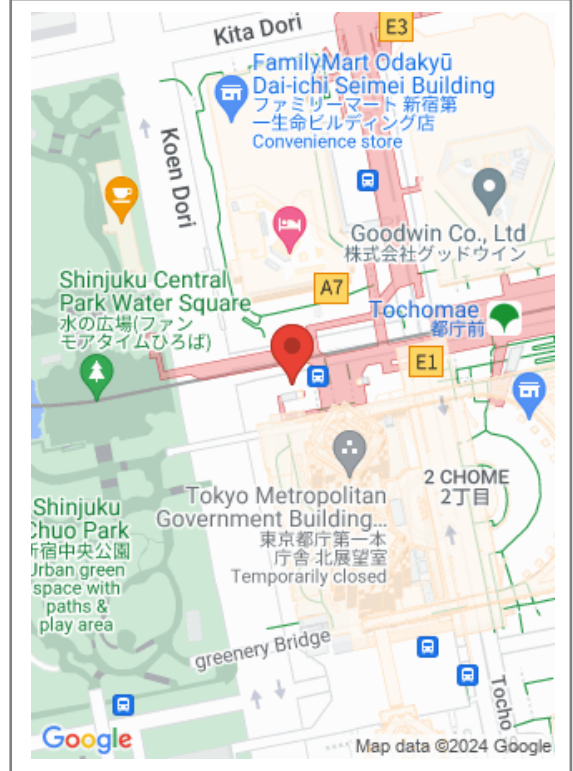 Kita Dori
E3
FamilyMart Odakyū
Dai-ichi Seimei Building
ファミリーマート 新宿第
一生命ビルディング店
Convenience store
Koen Dori
Goodwin Co., Ltd
株式会社グッドウイン
Shinjuku Central
Park Water Square
水の広場(ファン
モアタイムひろば)
A7
Tochomae
都庁前
E1
2 CHOME
2丁目
Tokyo Metropolitan
Government Building...
東京都庁第一本
庁舎 北展望室
Temporarily closed
Shinjuku
Chuo Park
新宿中央公園
Urban green
space with
paths &
play area
greenery Bridge
Tocho
Google
Map data ©2024 Google